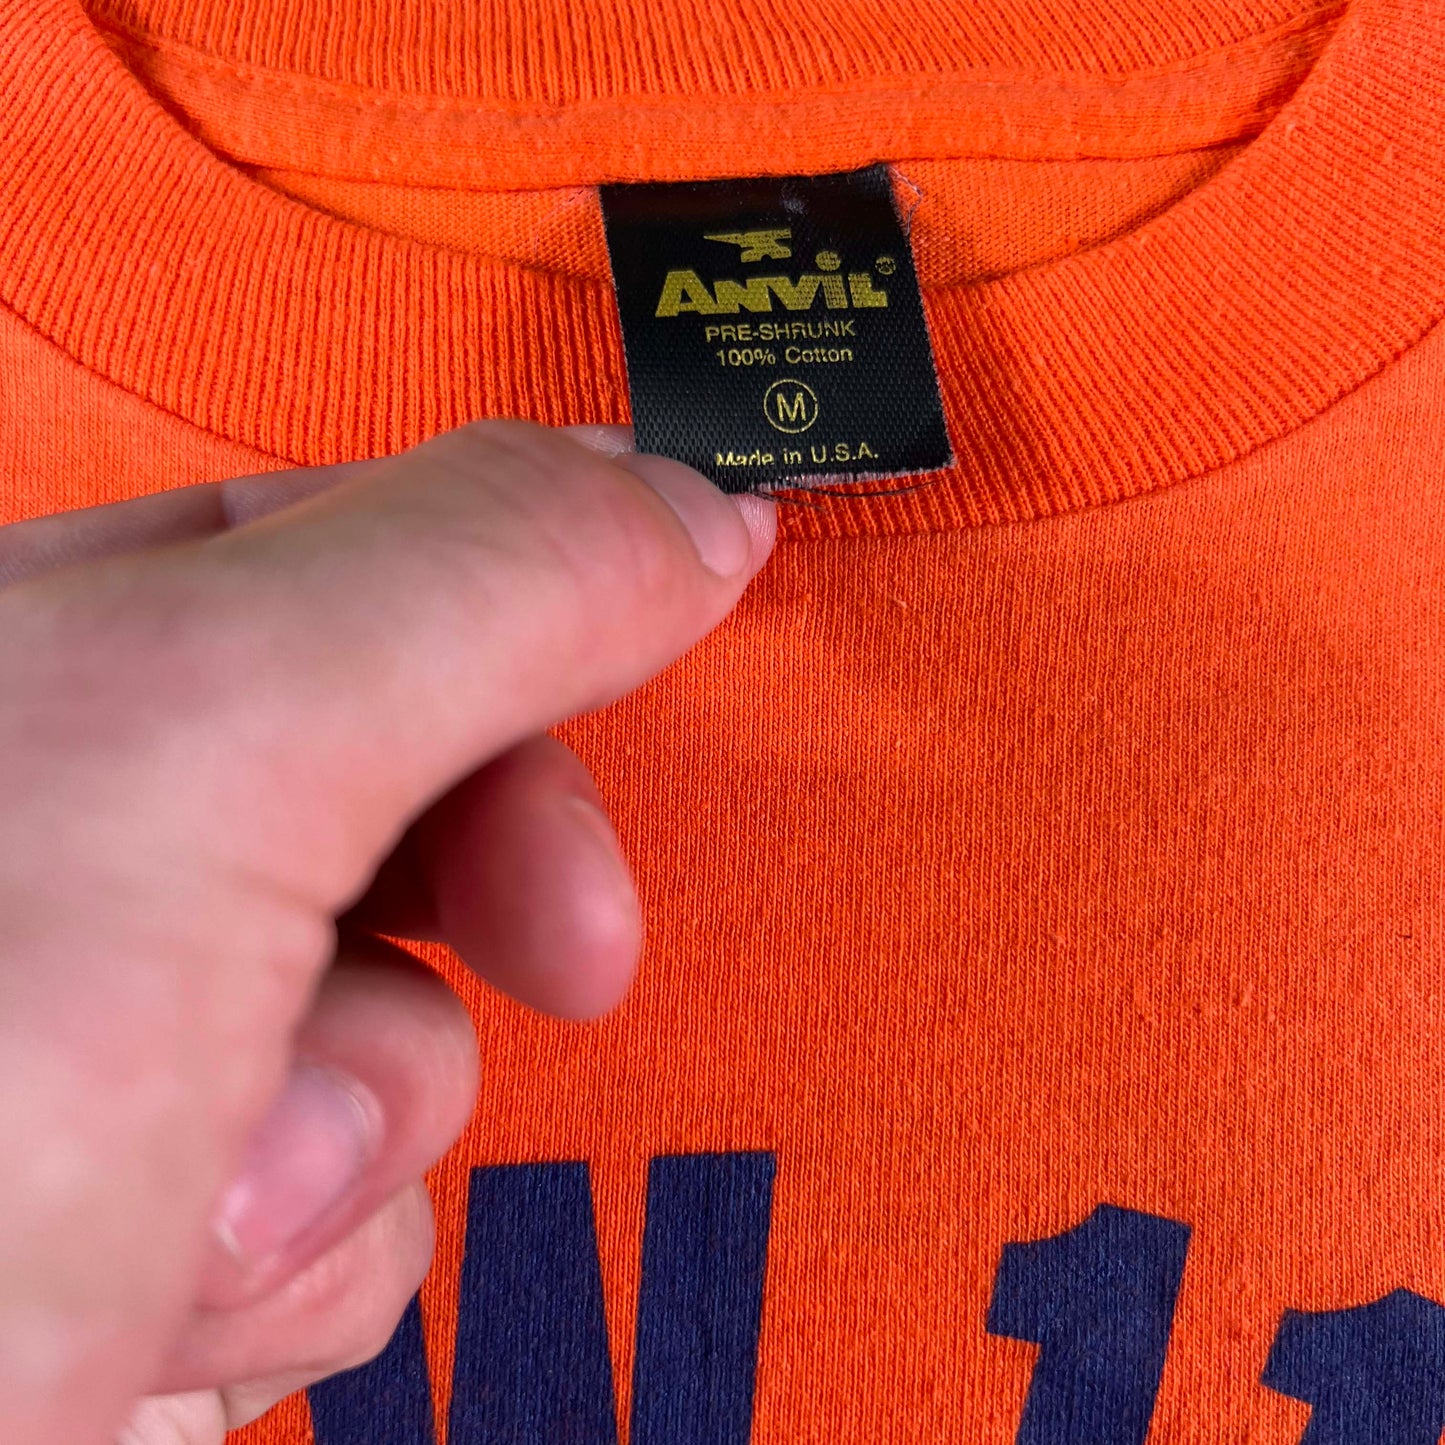 ANViL®
PRE-SHRUNK
100% Cotton
M
Made in U.S.A.